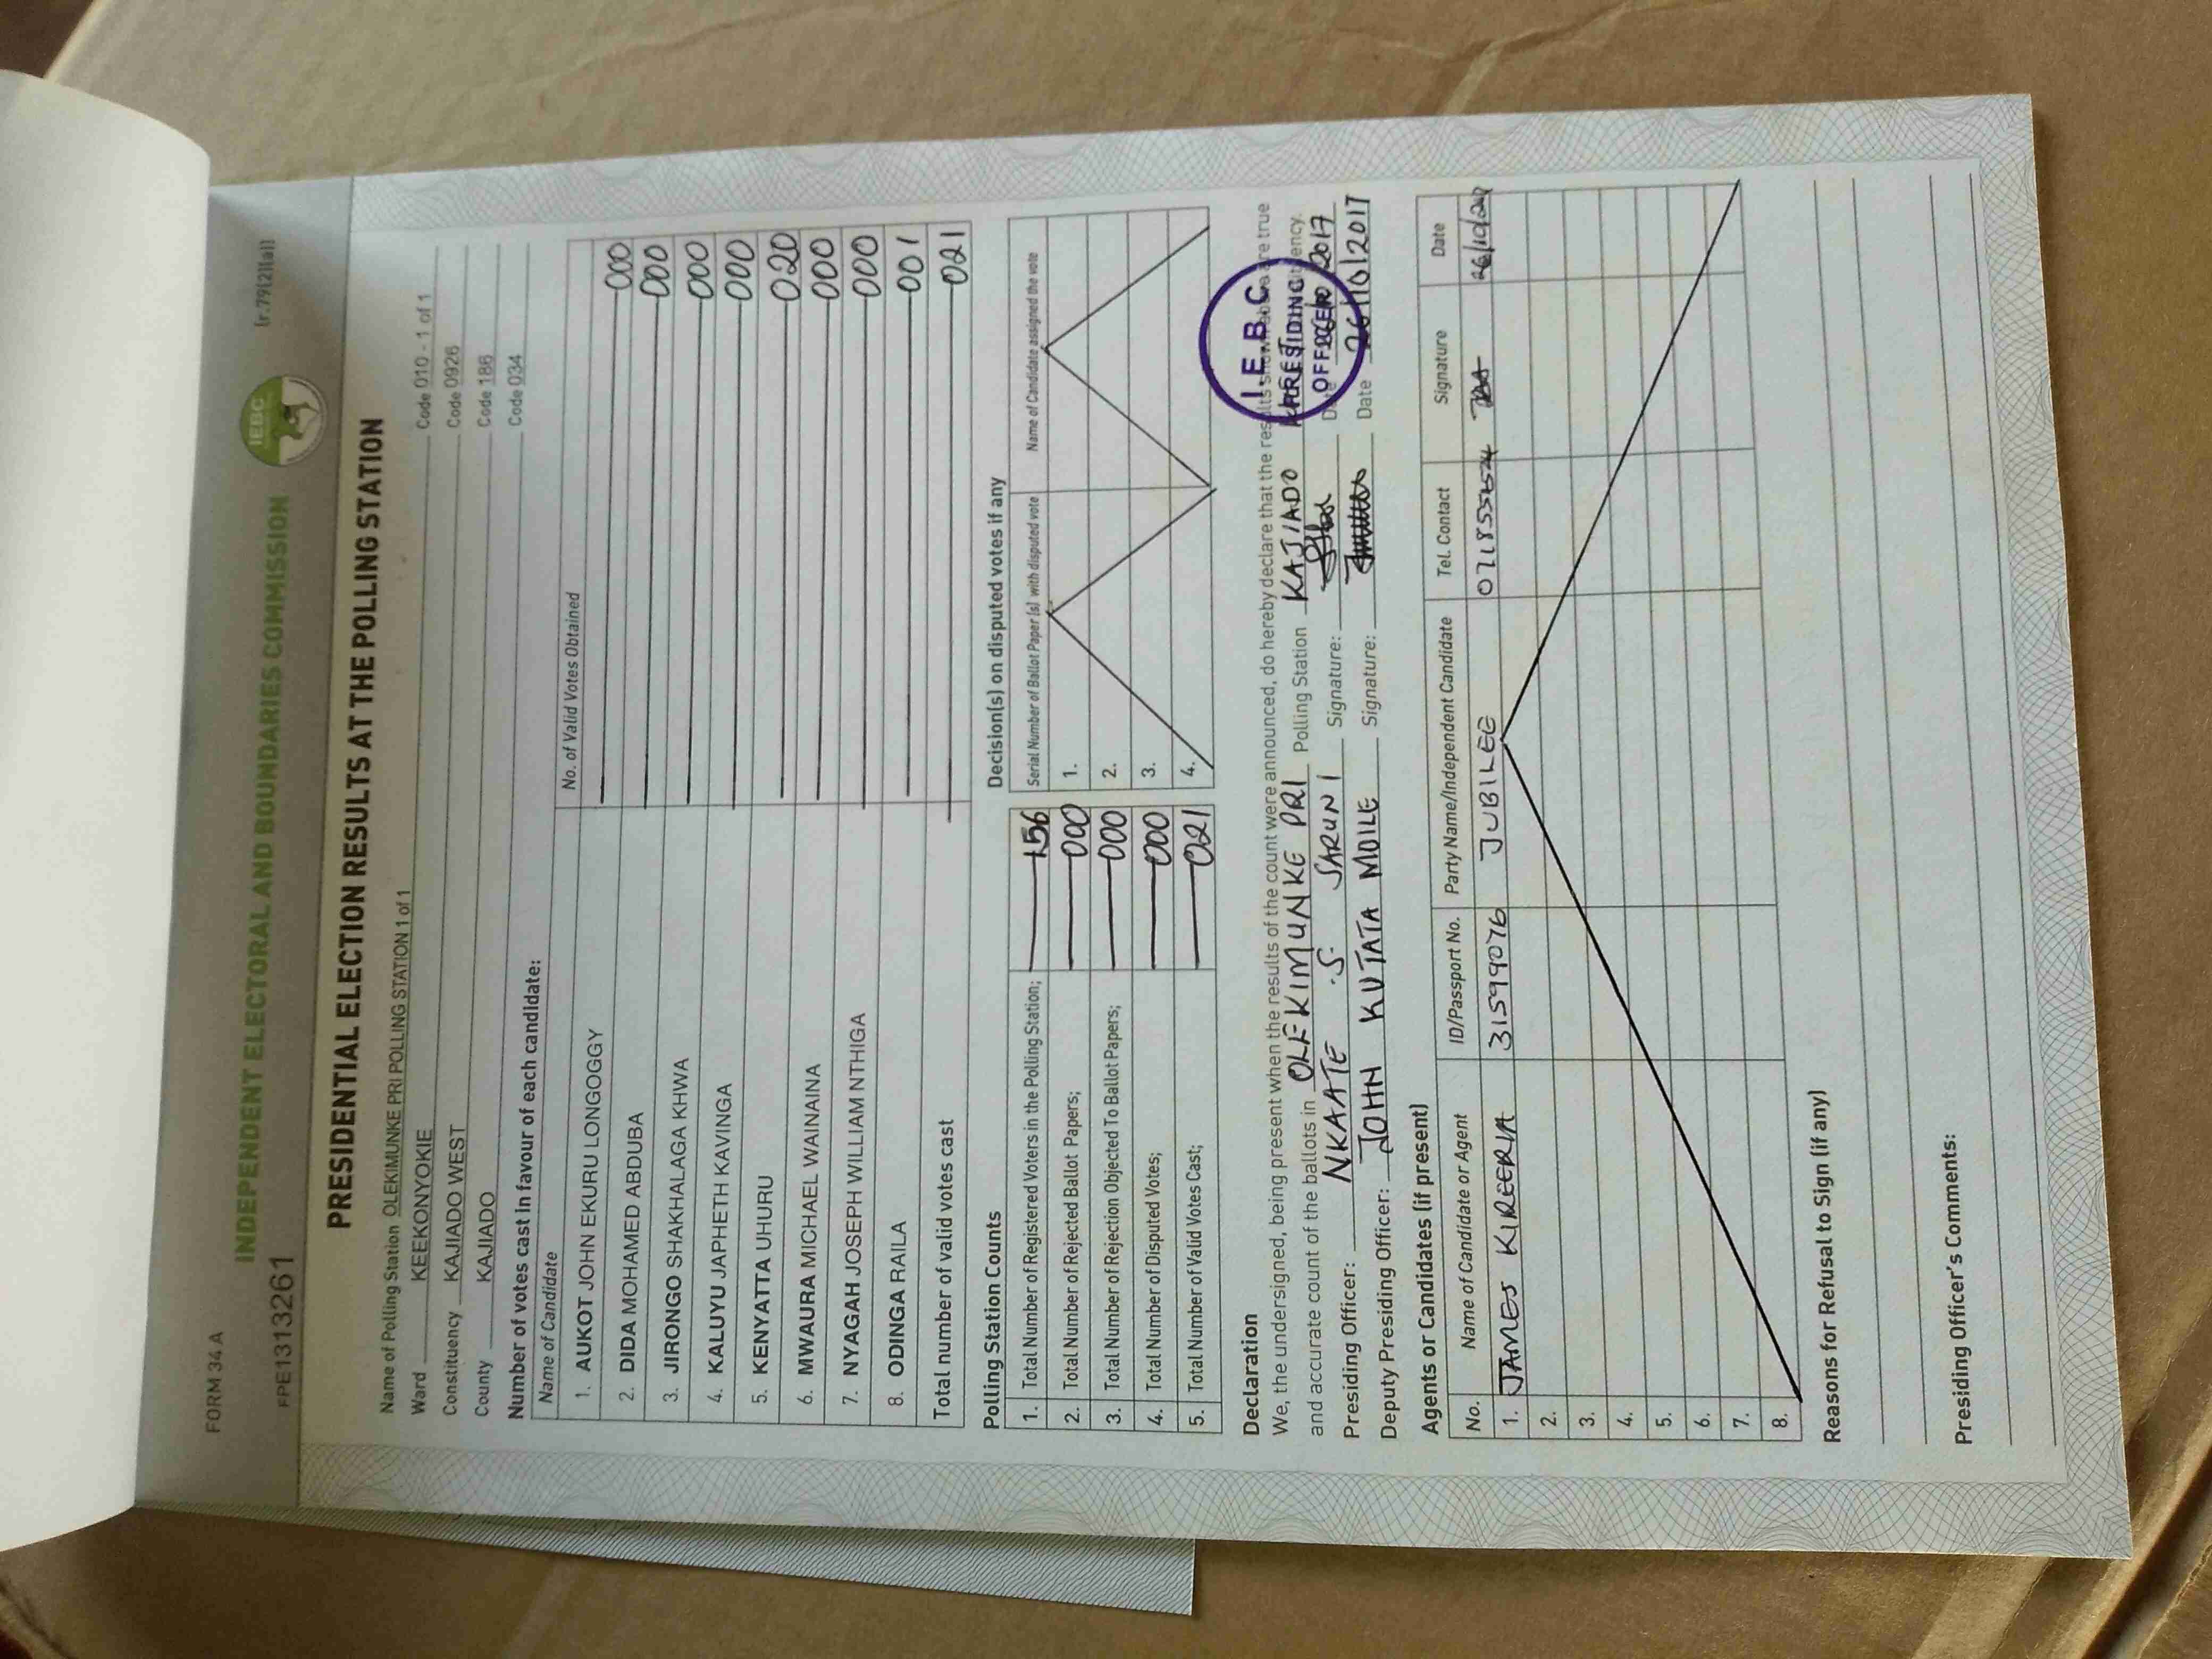 FORM 34 A
(r.79(2)(a))
FPE1313261
INDEPENDENT ELECTORAL AND BOUNDARIES COMMISSION
IEBC
PRESIDENTIAL ELECTION RESULTS AT THE POLLING STATION
Name of Polling Station OLEKIMUNKE PRI POLLING STATION 1 of 1 Code 010 - 1 of 1
Ward KEEKONYOKIE Code 0926
Constituency KAJIADO WEST Code 186
County KAJIADO Code 034
Number of votes cast in favour of each candidate:
Name of Candidate No. of Valid Votes Obtained
1. AUKOT JOHN EKURU LONGOGGY 000
2. DIDA MOHAMED ABDUBA 000
3. JIRONGO SHAKHALAGA KHWA 000
4. KALUYU JAPHETH KAVINGA 000
5. KENYATTA UHURU 020
6. MWAURA MICHAEL WAINAINA 000
7. NYAGAH JOSEPH WILLIAM NTHIGA 000
8. ODINGA RAILA 001
Total number of valid votes cast 021
Polling Station Counts
1. Total Number of Registered Voters in the Polling Station; 156
2. Total Number of Rejected Ballot Papers; 000
3. Total Number of Rejection Objected To Ballot Papers; 000
4. Total Number of Disputed Votes; 000
5. Total Number of Valid Votes Cast; 021
Decision(s) on disputed votes if any
Serial Number of Ballot Paper (s) with disputed vote Name of Candidate assigned the vote
1.
2.
3.
4.
Declaration
We, the undersigned, being present when the results of the count were announced, do hereby declare that the results shown above are true
and accurate count of the ballots in OLEKIMUNKE PRI Polling Station KAJIADO
Presiding Officer: NKAATE .S. SARUNI Signature: Date 2017
Deputy Presiding Officer: JOHN KUTATA MOILE Signature: Date 26/10/2017
I.E.B.C
PRESIDING
OFFICER
Agents or Candidates (if present)
No. Name of Candidate or Agent ID/Passport No. Party Name/Independent Candidate Tel. Contact Signature Date
1. JAMES KIREERIA 31599076 JUBILEE
2.
3.
4.
5.
6.
7.
8.
Reasons for Refusal to Sign (if any)
Presiding Officer's Comments: